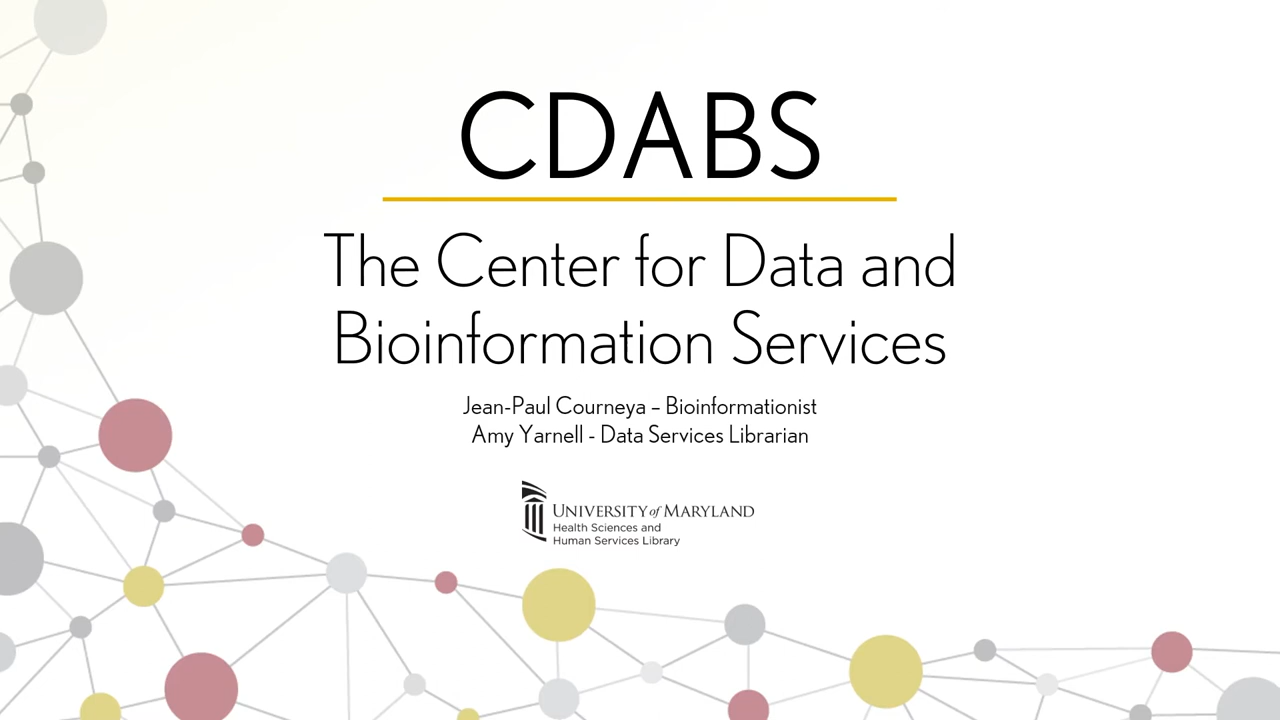 CDABS
The Center for Data and
Bioinformation Services
Jean-Paul Courneya – Bioinformationist
Amy Yarnell - Data Services Librarian
UNIVERSITY of MARYLAND
Health Sciences and
Human Services Library